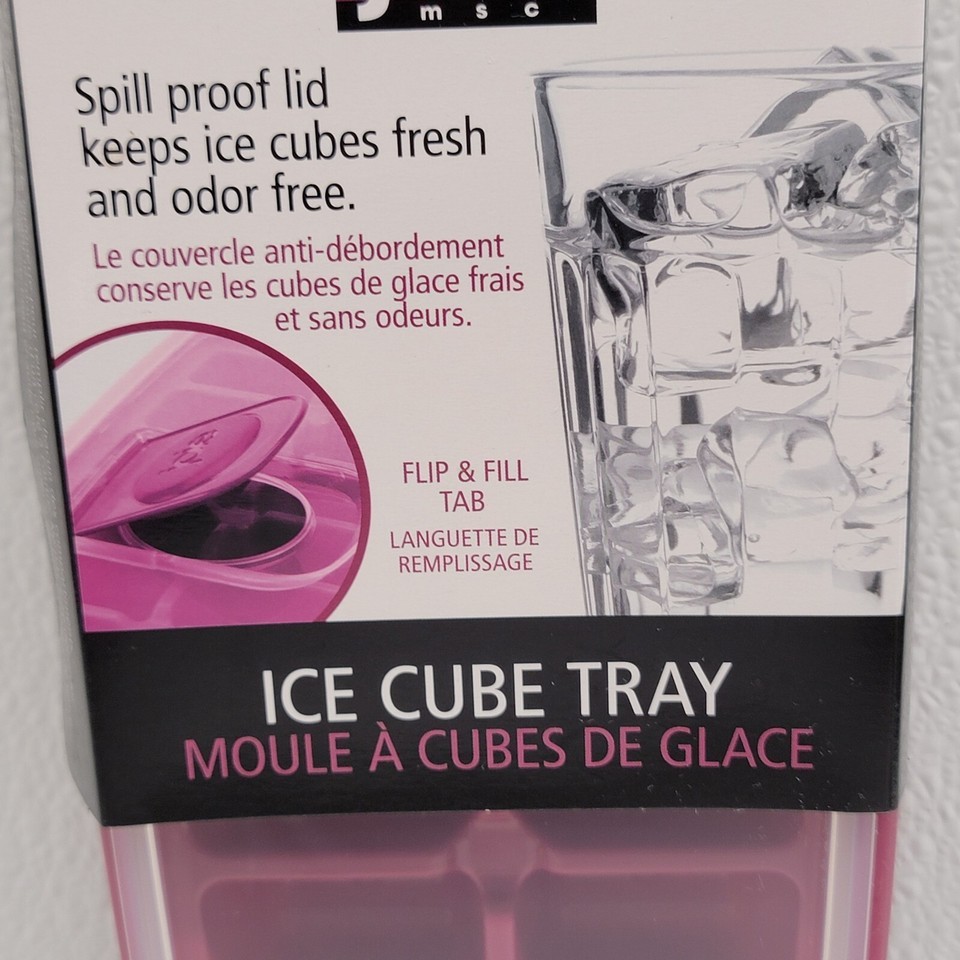 msc
Spill proof lid
keeps ice cubes fresh
and odor free.
Le couvercle anti-débordement
conserve les cubes de glace frais
et sans odeurs.
FLIP & FILL
TAB
LANGUETTE DE
REMPLISSAGE
ICE CUBE TRAY
MOULE À CUBES DE GLACE